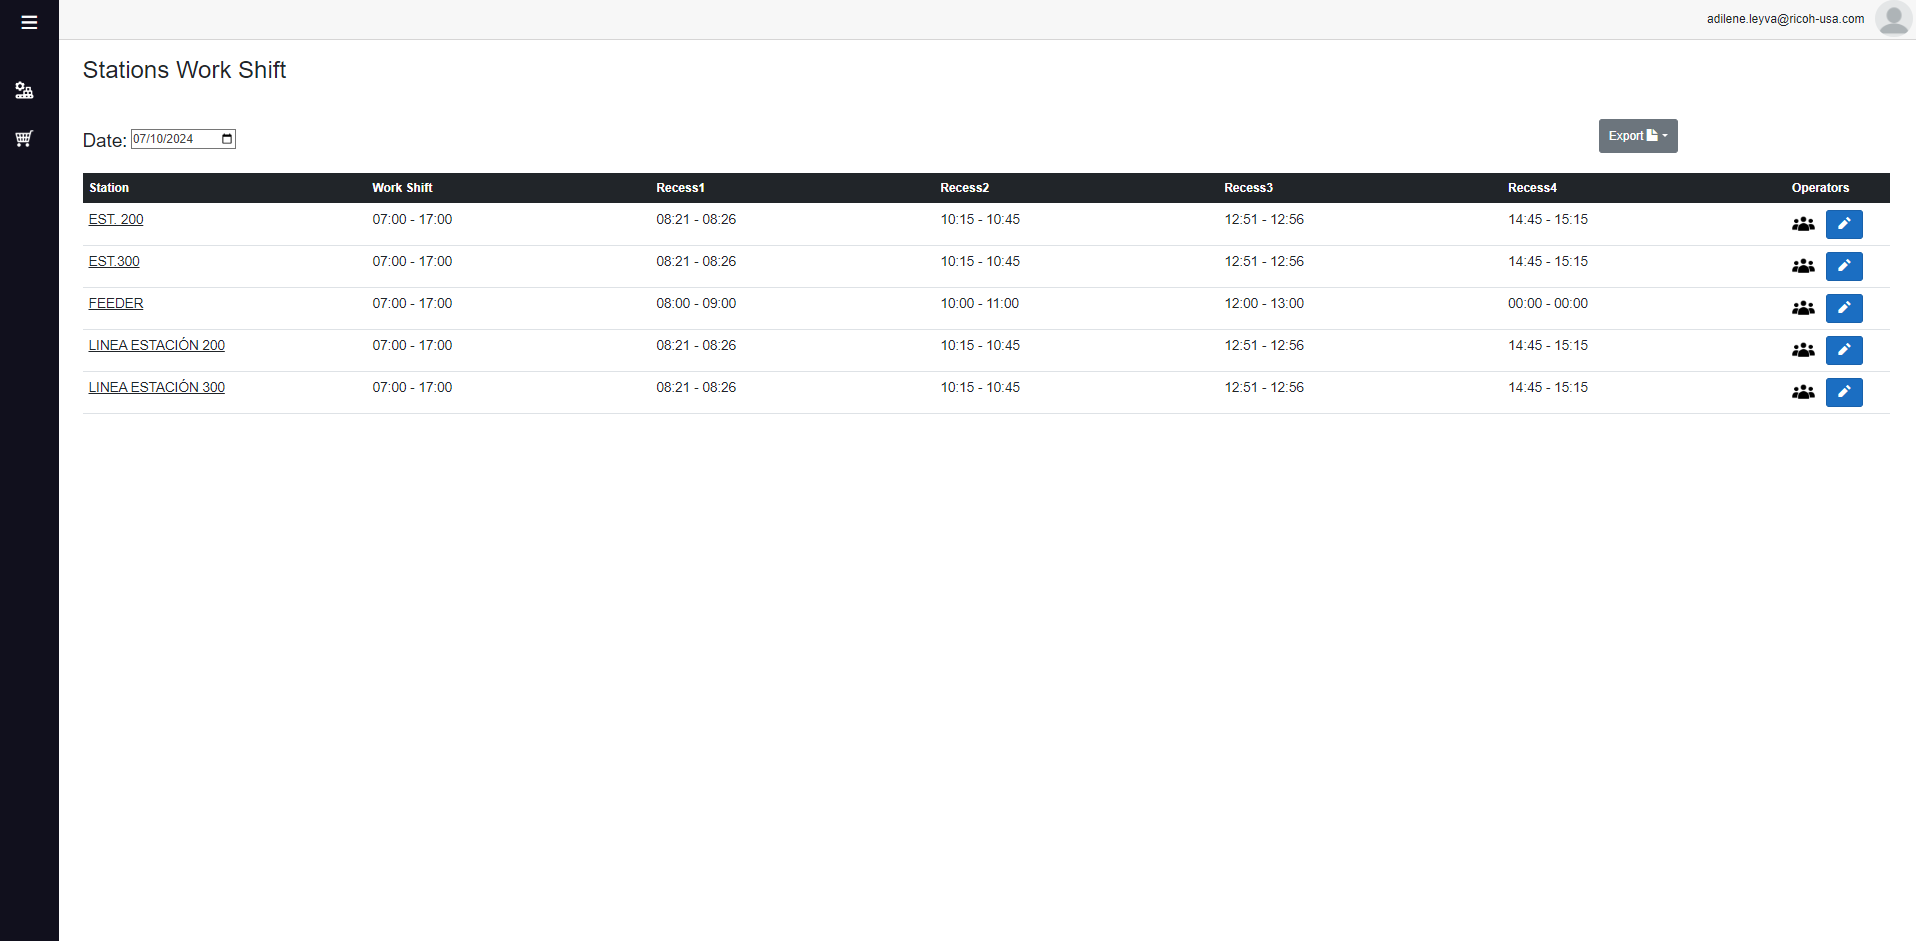 adilene.leyva@ricoh-usa.com
Stations Work Shift
Date: 07/10/2024
Export
Station Work Shift Recess1 Recess2 Recess3 Recess4 Operators
EST. 200 07:00 - 17:00 08:21 - 08:26 10:15 - 10:45 12:51 - 12:56 14:45 - 15:15
EST.300 07:00 - 17:00 08:21 - 08:26 10:15 - 10:45 12:51 - 12:56 14:45 - 15:15
FEEDER 07:00 - 17:00 08:00 - 09:00 10:00 - 11:00 12:00 - 13:00 00:00 - 00:00
LINEA ESTACIÓN 200 07:00 - 17:00 08:21 - 08:26 10:15 - 10:45 12:51 - 12:56 14:45 - 15:15
LINEA ESTACIÓN 300 07:00 - 17:00 08:21 - 08:26 10:15 - 10:45 12:51 - 12:56 14:45 - 15:15